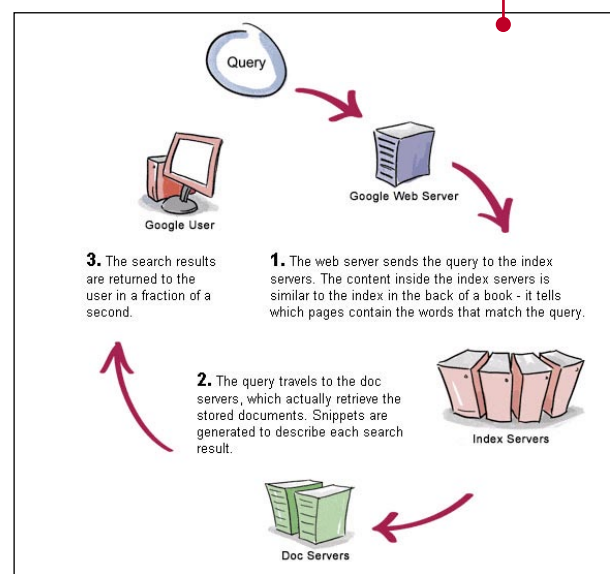 Query
Google Web Server
Google User
3. The search results
are returned to the
user in a fraction of a
second.
1. The web server sends the query to the index
servers. The content inside the index servers is
similar to the index in the back of a book - it tells
which pages contain the words that match the query.
2. The query travels to the doc
servers, which actually retrieve the
stored documents. Snippets are
generated to describe each search
result.
Index Servers
Doc Servers